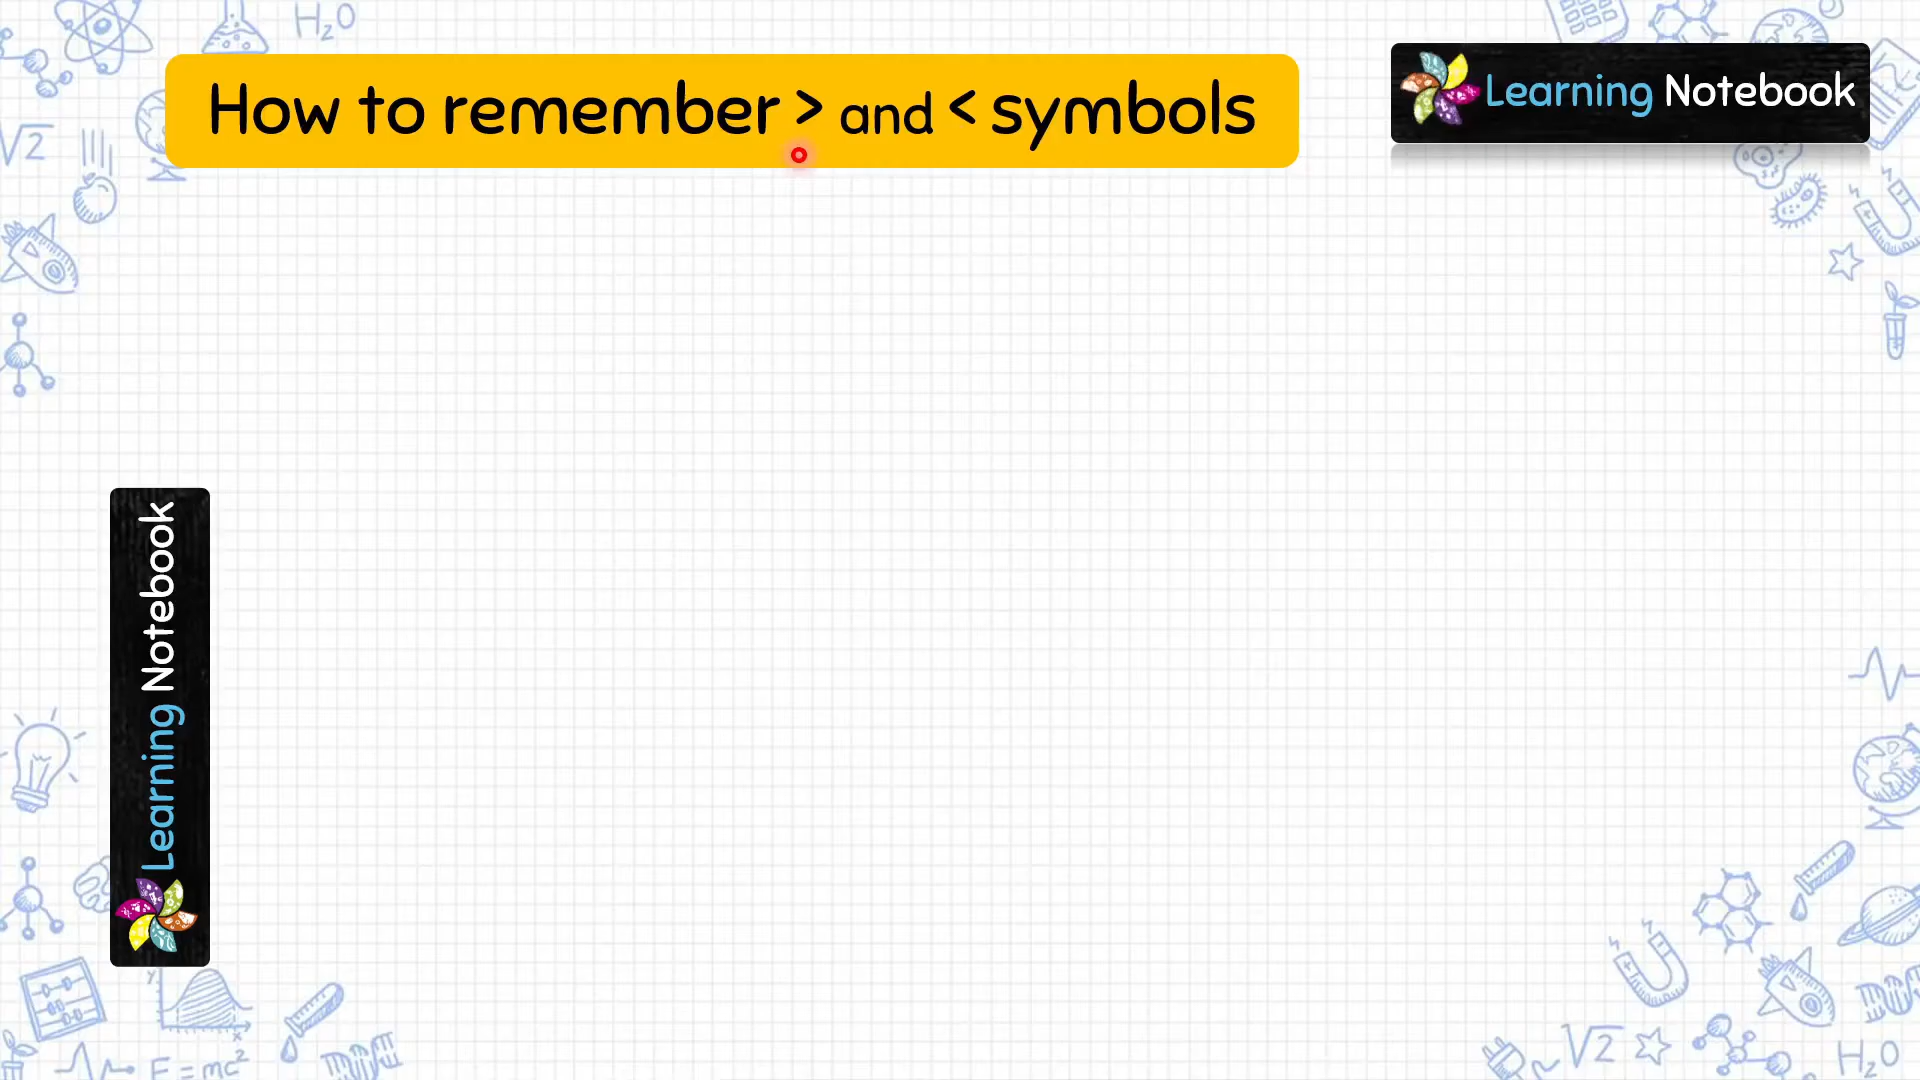 H₂O
How to remember > and < symbols
Learning Notebook
√2
Learning Notebook
y
x
E=mc²
√2
H₂O